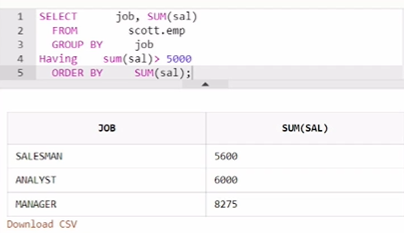 1 SELECT job, SUM(sal)
2 FROM scott.emp
3 GROUP BY job
4 Having sum(sal)> 5000
5 ORDER BY SUM(sal);
JOB SUM(SAL)
SALESMAN 5600
ANALYST 6000
MANAGER 8275
Download CSV